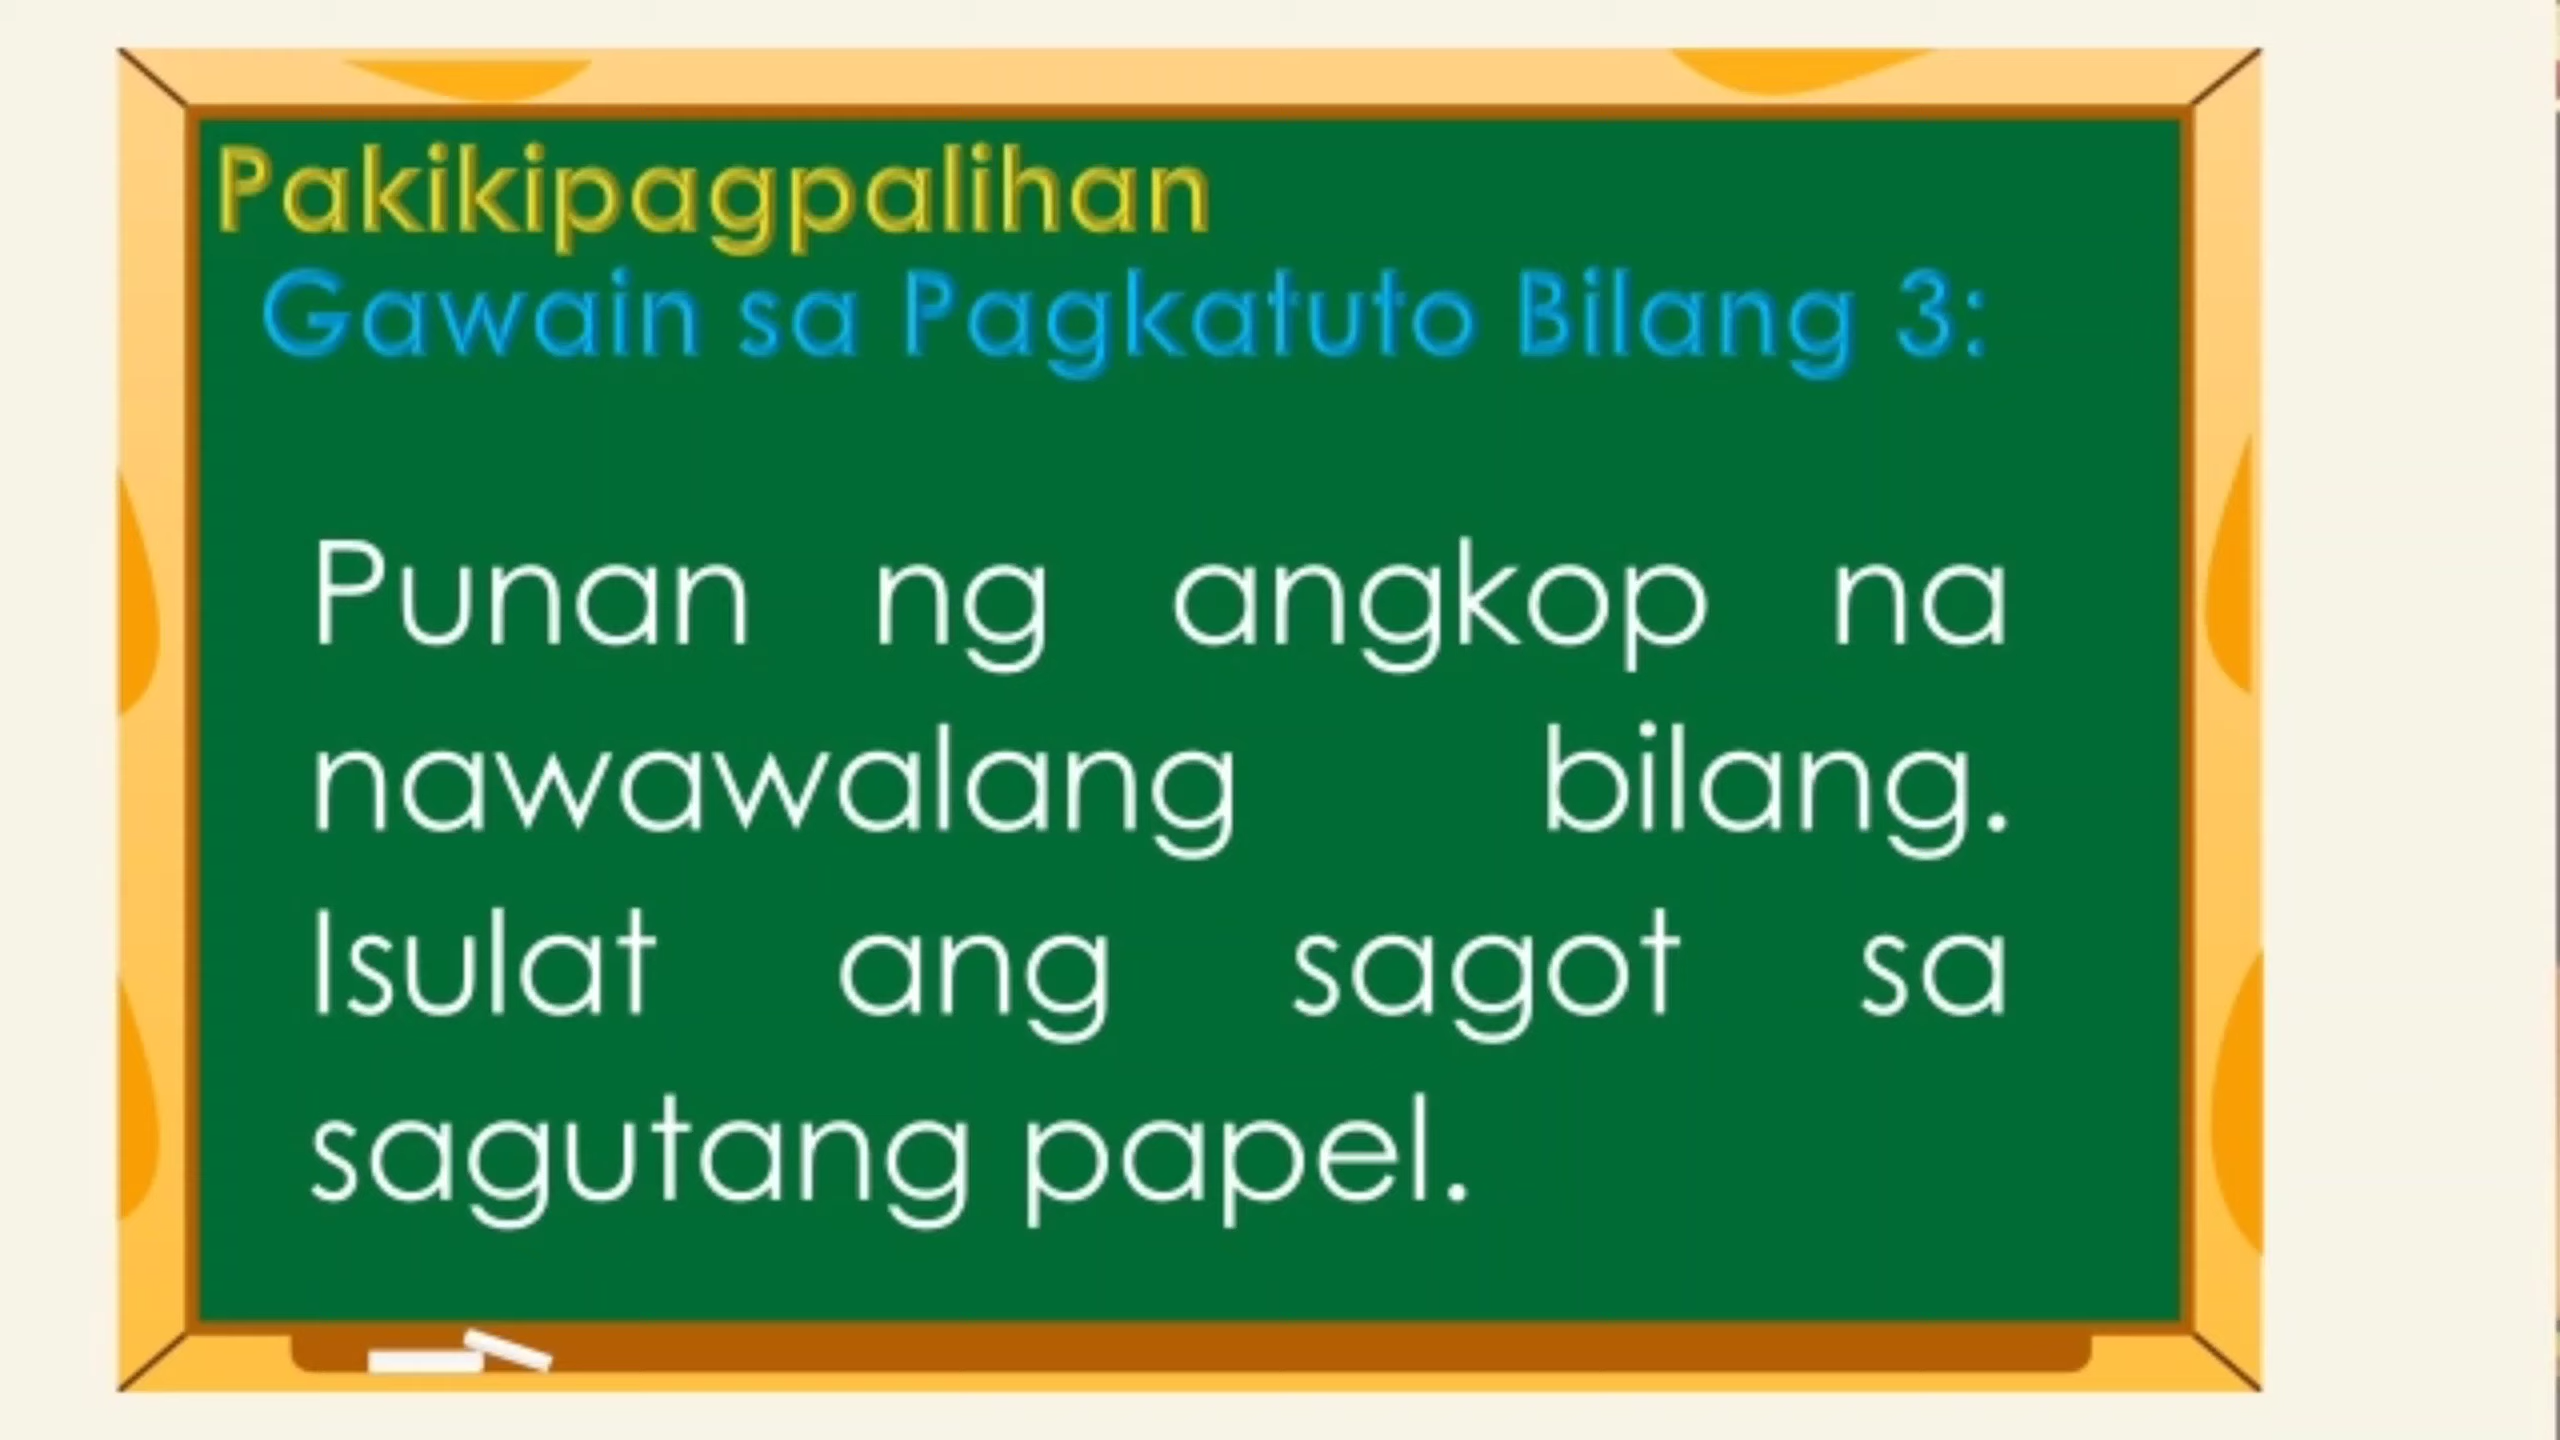 Pakikipagpalihan
Gawain sa Pagkatuto Bilang 3:
Punan ng angkop na
nawawalang bilang.
Isulat ang sagot sa
sagutang papel.